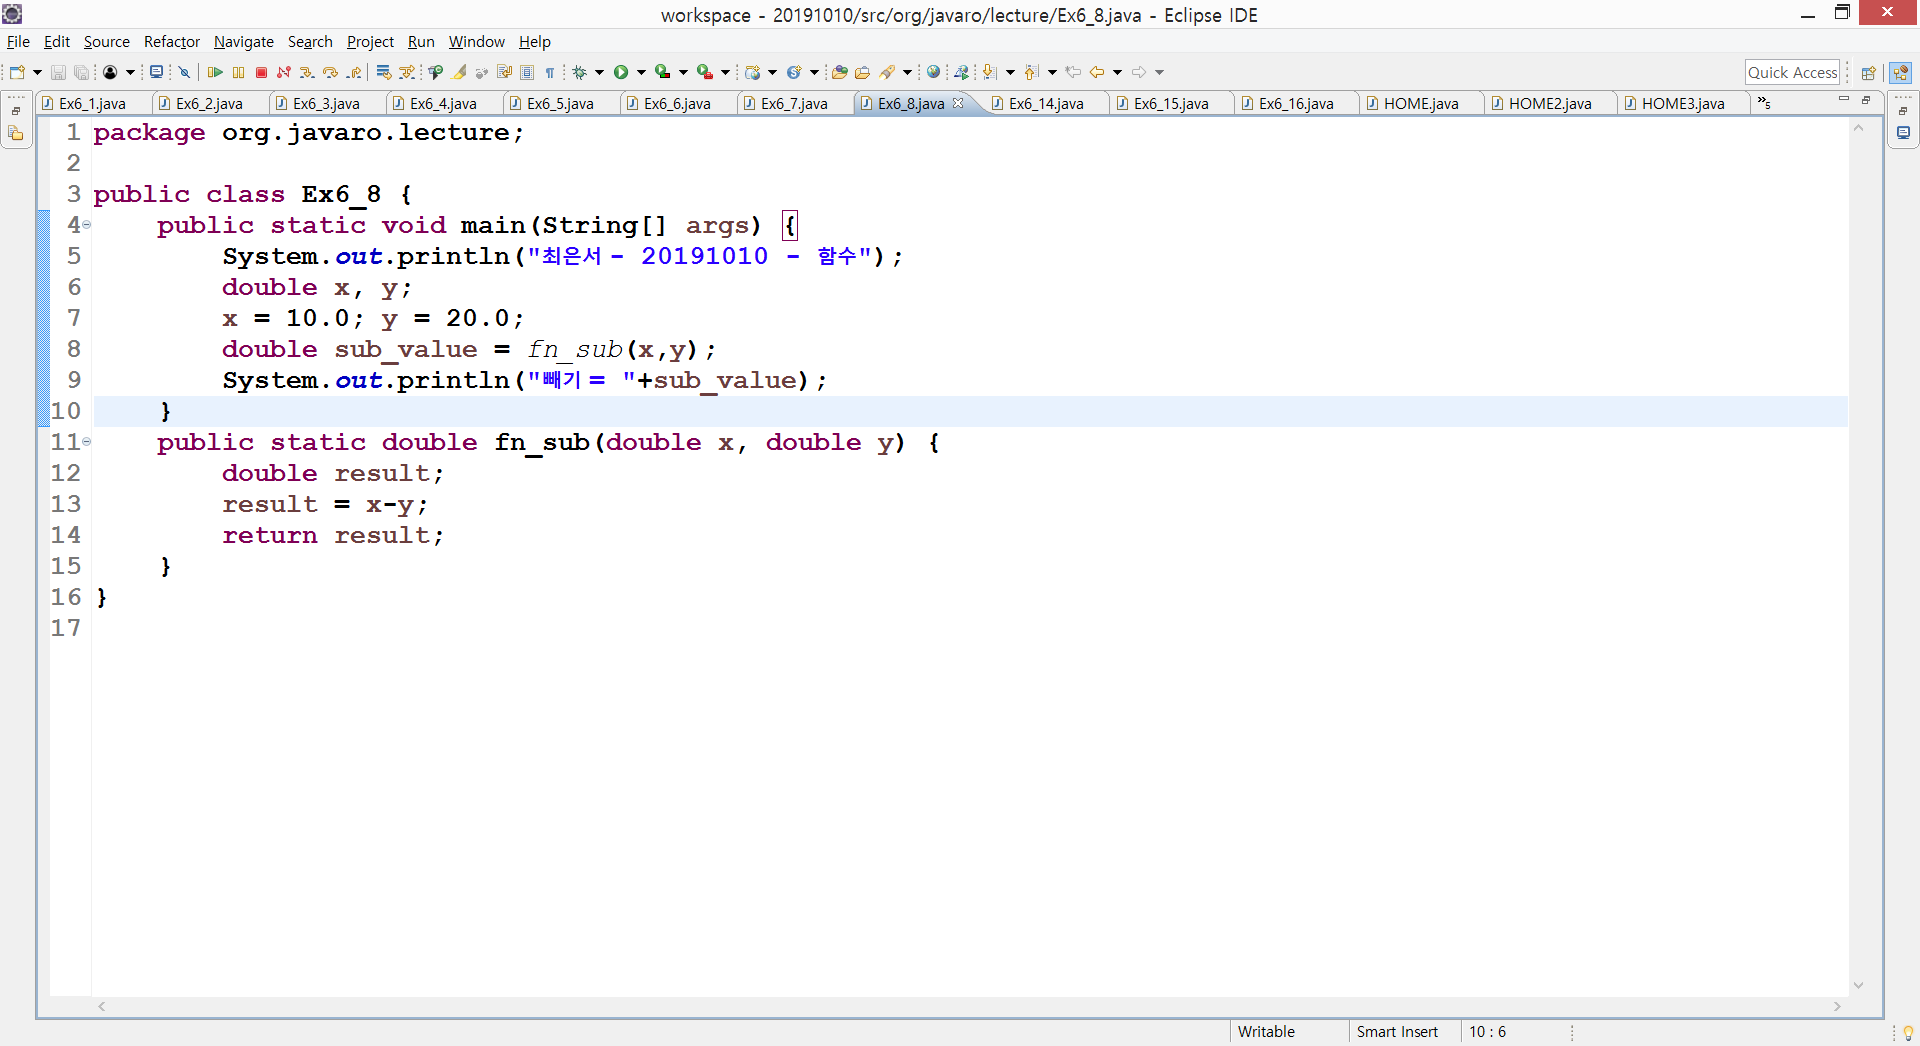 workspace - 20191010/src/org/javaro/lecture/Ex6_8.java - Eclipse IDE
File Edit Source Refactor Navigate Search Project Run Window Help
Quick Access
Ex6_1.java Ex6_2.java Ex6_3.java Ex6_4.java Ex6_5.java Ex6_6.java Ex6_7.java Ex6_8.java Ex6_14.java Ex6_15.java Ex6_16.java HOME.java HOME2.java HOME3.java »5
1 package org.javaro.lecture;
2
3 public class Ex6_8 {
4 public static void main(String[] args) {
5 System.out.println("최은서 - 20191010 - 함수");
6 double x, y;
7 x = 10.0; y = 20.0;
8 double sub_value = fn_sub(x,y);
9 System.out.println("빼기 = "+sub_value);
10 }
11 public static double fn_sub(double x, double y) {
12 double result;
13 result = x-y;
14 return result;
15 }
16 }
17
Writable Smart Insert 10 : 6